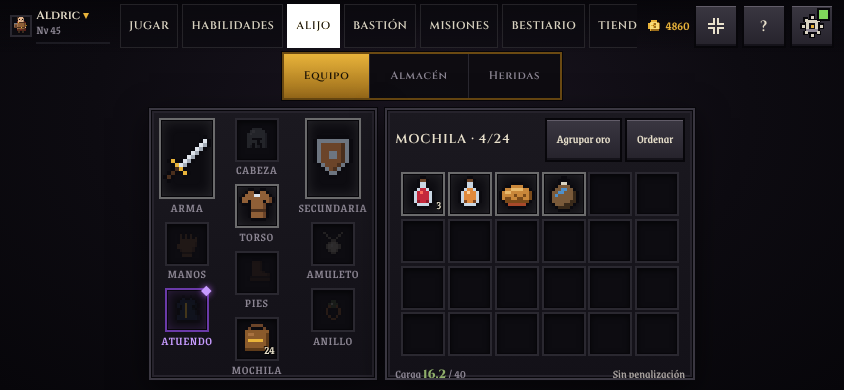 ALDRIC ▾
Nv 45
JUGAR
HABILIDADES
ALIJO
BASTIÓN
MISIONES
BESTIARIO
TIEND
4860
?
EQUIPO
ALMACÉN
HERIDAS
ARMA
CABEZA
SECUNDARIA
TORSO
MANOS
AMULETO
PIES
ATUENDO
ANILLO
24
MOCHILA
MOCHILA · 4/24
Agrupar oro
Ordenar
3
Carga 16.2 / 40
Sin penalización